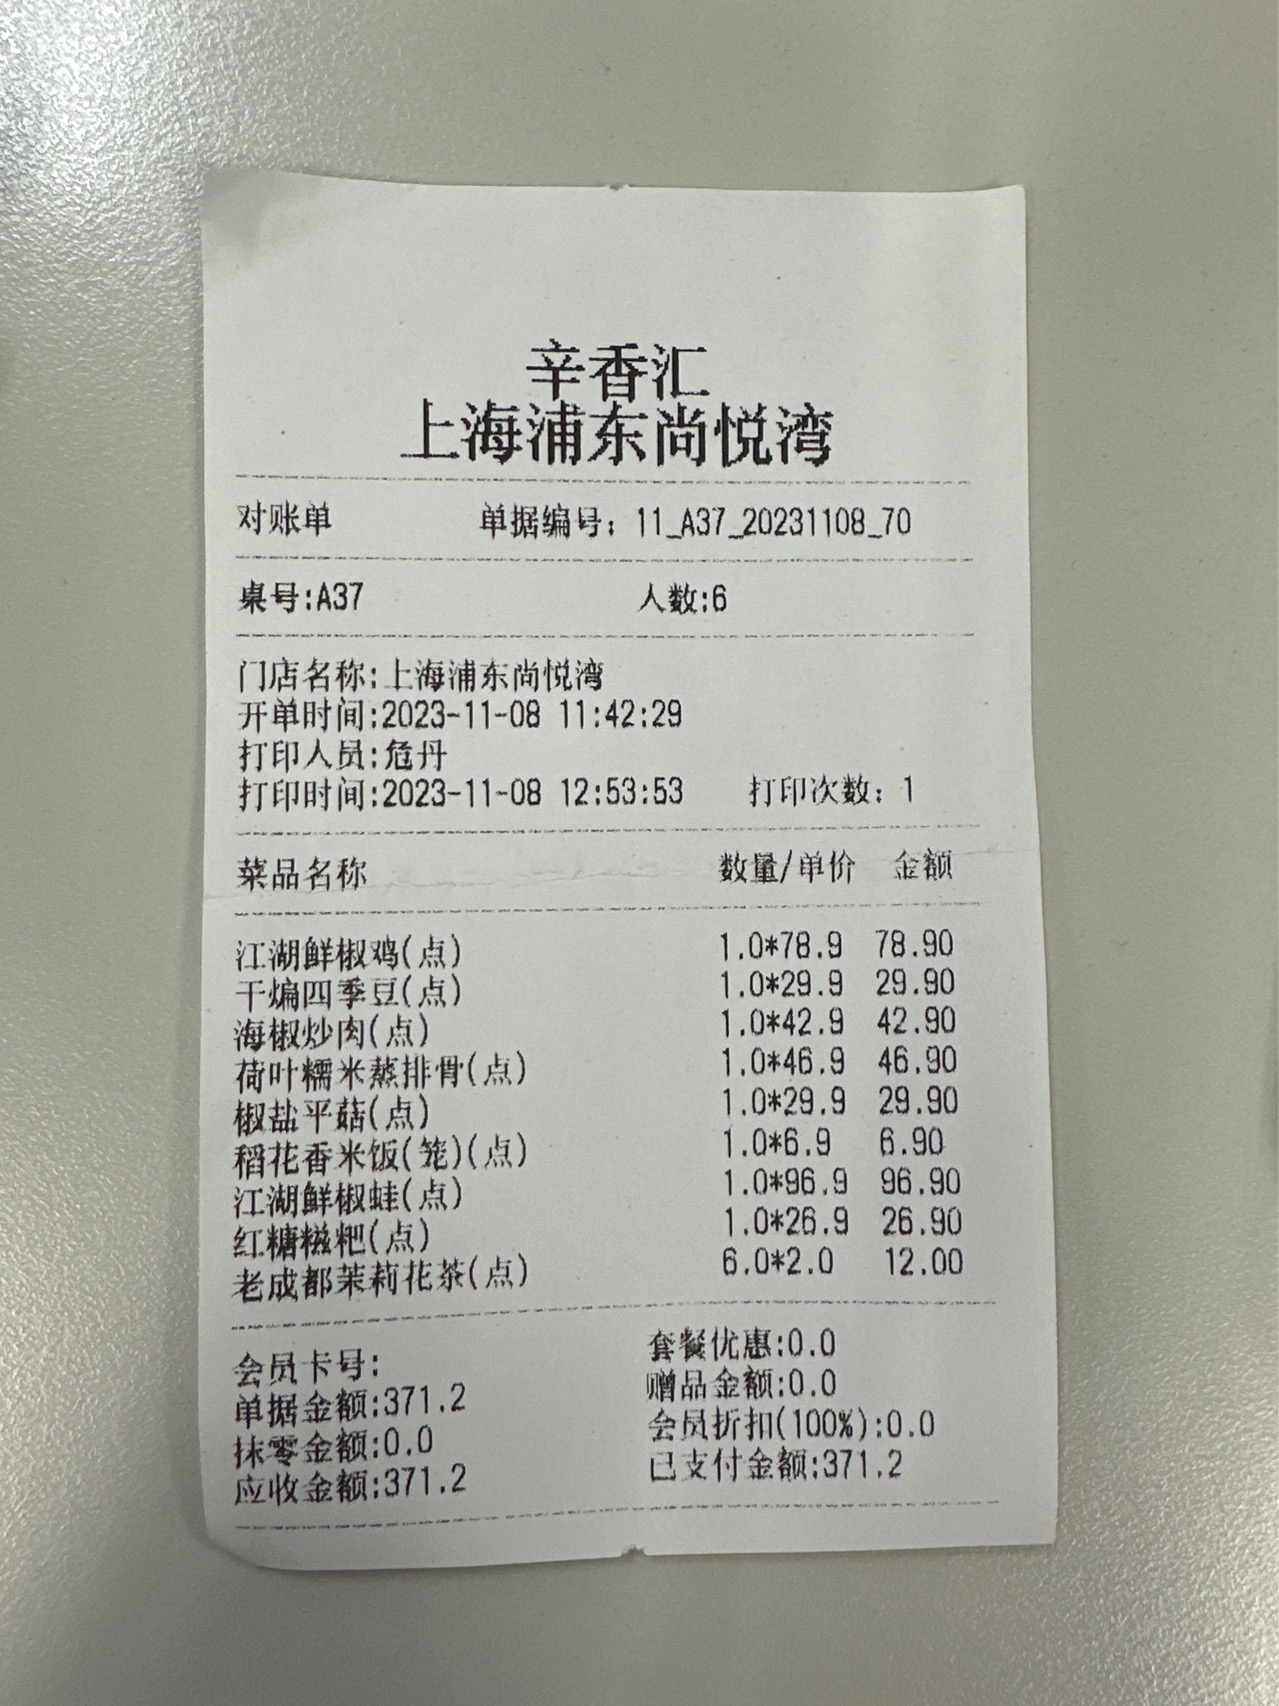 辛香汇
上海浦东尚悦湾
对账单 单据编号：11_A37_20231108_70
桌号:A37 人数:6
门店名称:上海浦东尚悦湾
开单时间:2023-11-08 11:42:29
打印人员:危丹
打印时间:2023-11-08 12:53:53 打印次数：1
菜品名称 数量/单价 金额
江湖鲜椒鸡(点) 1.0*78.9 78.90
干煸四季豆(点) 1.0*29.9 29.90
海椒炒肉(点) 1.0*42.9 42.90
荷叶糯米蒸排骨(点) 1.0*46.9 46.90
椒盐平菇(点) 1.0*29.9 29.90
稻花香米饭(笼)(点) 1.0*6.9 6.90
江湖鲜椒蛙(点) 1.0*96.9 96.90
红糖糍粑(点) 1.0*26.9 26.90
老成都茉莉花茶(点) 6.0*2.0 12.00
会员卡号: 套餐优惠:0.0
单据金额:371.2 赠品金额:0.0
抹零金额:0.0 会员折扣(100%):0.0
应收金额:371.2 已支付金额:371.2